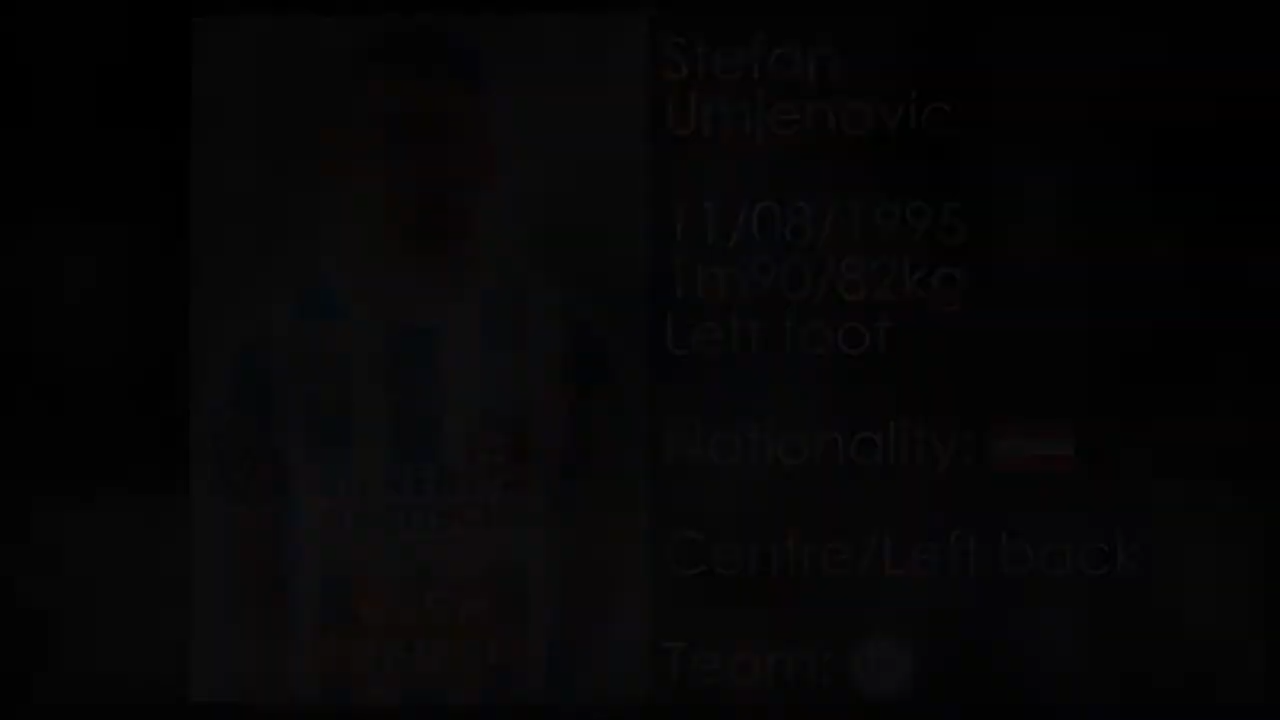 Stefan
Umjenovic
11/08/1995
1m90/82kg
Left foot
Nationality:
Centre/Left back
Team: